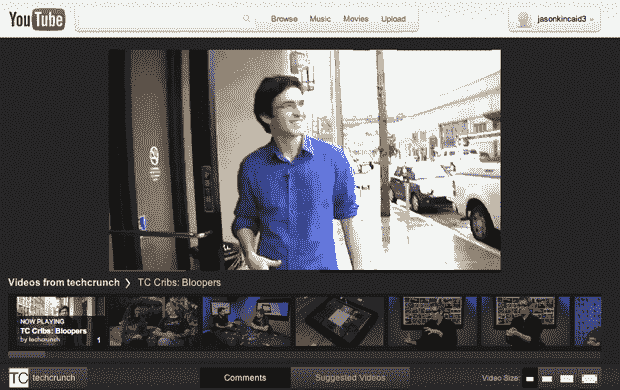 YouTube
Browse Music Movies Upload
jasonkincaid3
Videos from techcrunch ❯ TC Cribs: Bloopers
NOW PLAYING
TC Cribs: Bloopers
by techcrunch
1
TC techcrunch
Comments
Suggested Videos
Video Size: